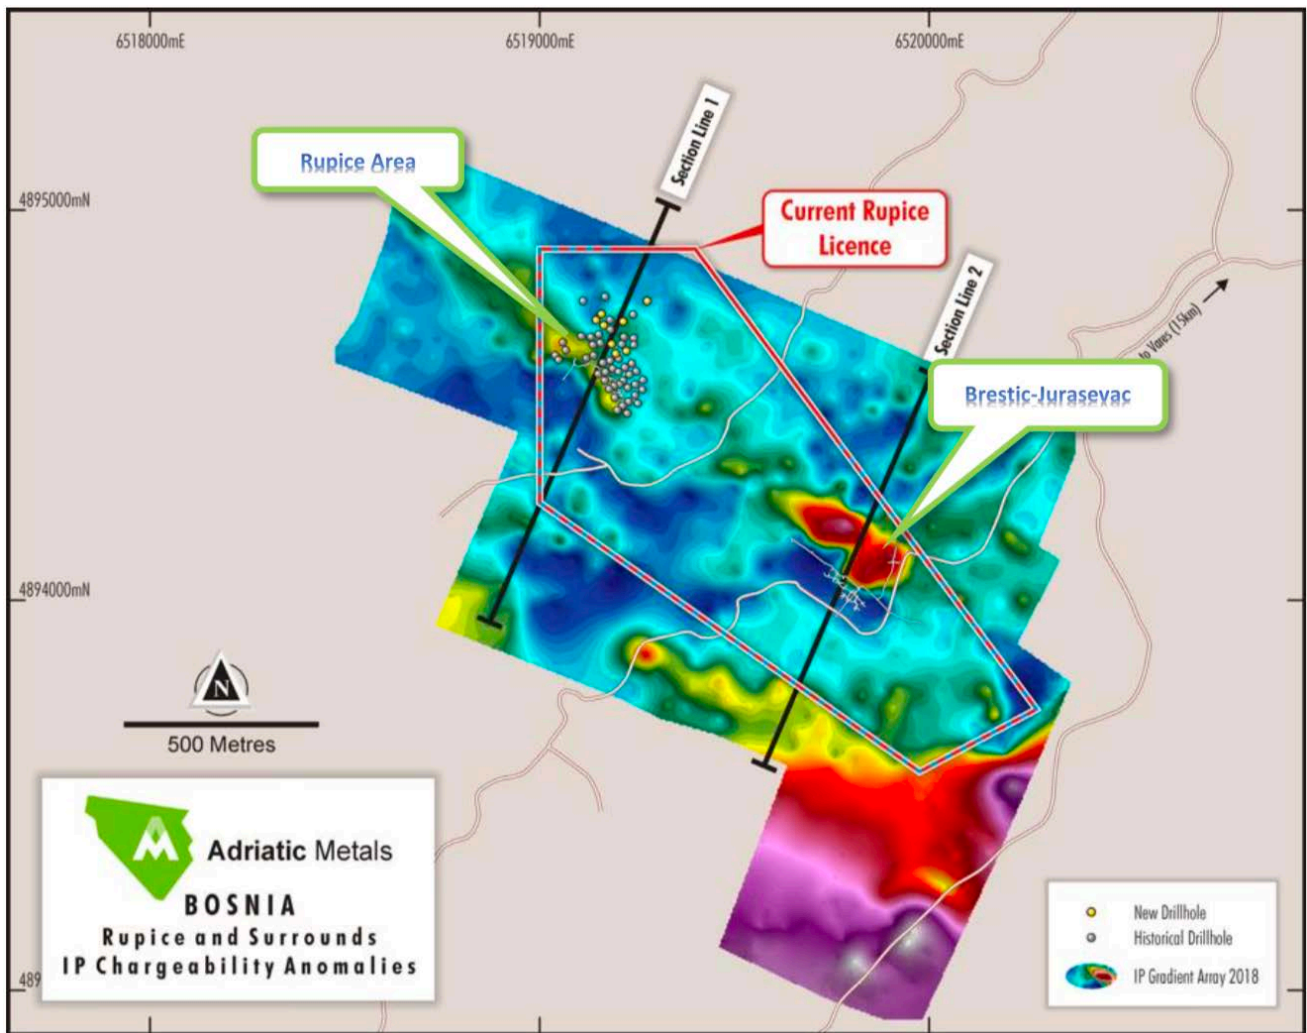 6518000mE
6519000mE
6520000mE
Section Line 1
Rupice Area
4895000mN
Current Rupice
Licence
Section Line 2
to Vares (15km)
Brestic-Jurasevac
4894000mN
N
500 Metres
Adriatic Metals
BOSNIA
Rupice and Surrounds
IP Chargeability Anomalies
489
New Drillhole
Historical Drillhole
IP Gradient Array 2018